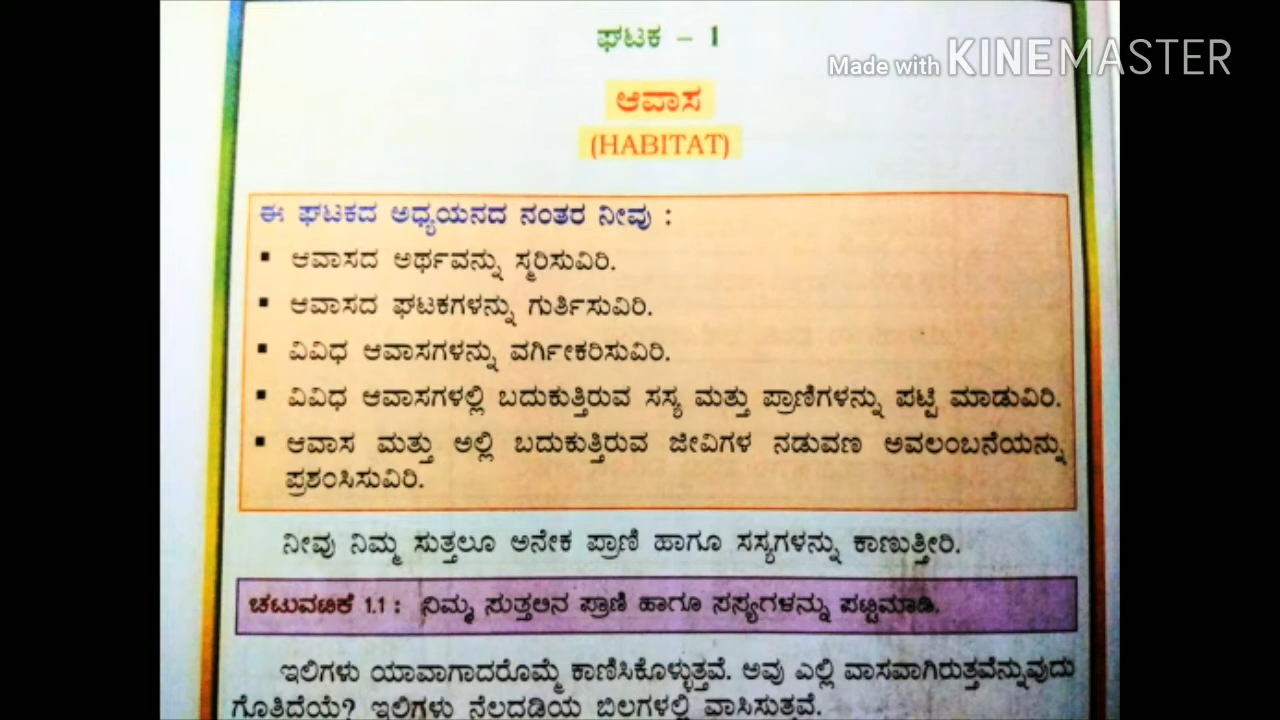 ಘಟಕ – 1
Made with KINEMASTER
ಆವಾಸ
(HABITAT)
ಈ ಘಟಕದ ಅಧ್ಯಯನದ ನಂತರ ನೀವು :
▪ ಆವಾಸದ ಅರ್ಥವನ್ನು ಸ್ಮರಿಸುವಿರಿ.
▪ ಆವಾಸದ ಘಟಕಗಳನ್ನು ಗುರ್ತಿಸುವಿರಿ.
▪ ವಿವಿಧ ಆವಾಸಗಳನ್ನು ವರ್ಗೀಕರಿಸುವಿರಿ.
▪ ವಿವಿಧ ಆವಾಸಗಳಲ್ಲಿ ಬದುಕುತ್ತಿರುವ ಸಸ್ಯ ಮತ್ತು ಪ್ರಾಣಿಗಳನ್ನು ಪಟ್ಟಿ ಮಾಡುವಿರಿ.
▪ ಆವಾಸ ಮತ್ತು ಅಲ್ಲಿ ಬದುಕುತ್ತಿರುವ ಜೀವಿಗಳ ನಡುವಣ ಅವಲಂಬನೆಯನ್ನು
ಪ್ರಶಂಸಿಸುವಿರಿ.
ನೀವು ನಿಮ್ಮ ಸುತ್ತಲೂ ಅನೇಕ ಪ್ರಾಣಿ ಹಾಗೂ ಸಸ್ಯಗಳನ್ನು ಕಾಣುತ್ತೀರಿ.
ಚಟುವಟಿಕೆ 1.1 : ನಿಮ್ಮ ಸುತ್ತಲಿನ ಪ್ರಾಣಿ ಹಾಗೂ ಸಸ್ಯಗಳನ್ನು ಪಟ್ಟಿಮಾಡಿ.
ಇಲಿಗಳು ಯಾವಾಗಾದರೊಮ್ಮೆ ಕಾಣಿಸಿಕೊಳ್ಳುತ್ತವೆ. ಅವು ಎಲ್ಲಿ ವಾಸವಾಗಿರುತ್ತವೆನ್ನುವುದು
ಗೊತ್ತಿದೆಯೆ? ಇಲಿಗಳು ನೆಲದಡಿಯ ಬಿಲಗಳಲ್ಲಿ ವಾಸಿಸುತ್ತವೆ.